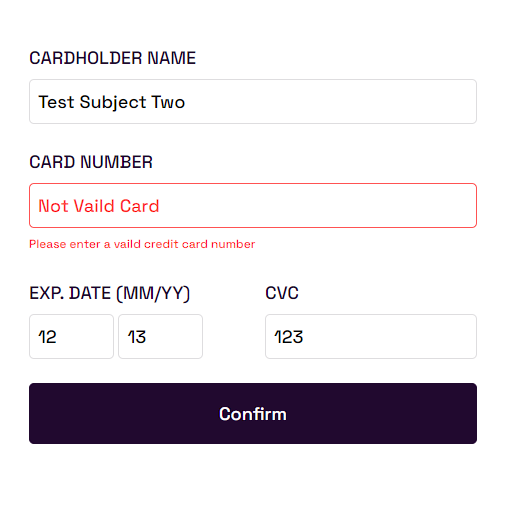 CARDHOLDER NAME
Test Subject Two
CARD NUMBER
Not Vaild Card
Please enter a vaild credit card number
EXP. DATE (MM/YY) CVC
12 13 123
Confirm